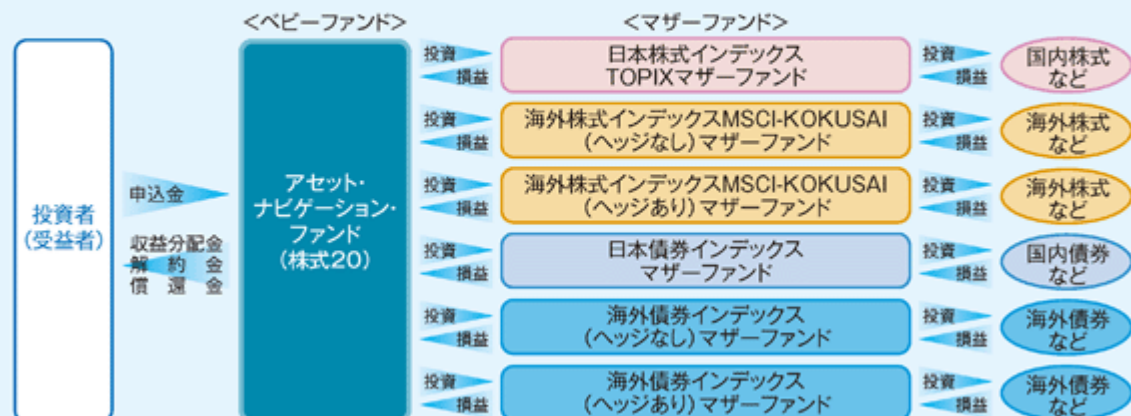 <ベビーファンド>
<マザーファンド>
投資者
(受益者)
申込金
収益分配金
解約金
償還金
アセット・
ナビゲーション・
ファンド
(株式20)
投資
損益
日本株式インデックス
TOPIXマザーファンド
投資
損益
国内株式
など
投資
損益
海外株式インデックスMSCI-KOKUSAI
(ヘッジなし)マザーファンド
投資
損益
海外株式
など
投資
損益
海外株式インデックスMSCI-KOKUSAI
(ヘッジあり)マザーファンド
投資
損益
海外株式
など
投資
損益
日本債券インデックス
マザーファンド
投資
損益
国内債券
など
投資
損益
海外債券インデックス
(ヘッジなし)マザーファンド
投資
損益
海外債券
など
投資
損益
海外債券インデックス
(ヘッジあり)マザーファンド
投資
損益
海外債券
など